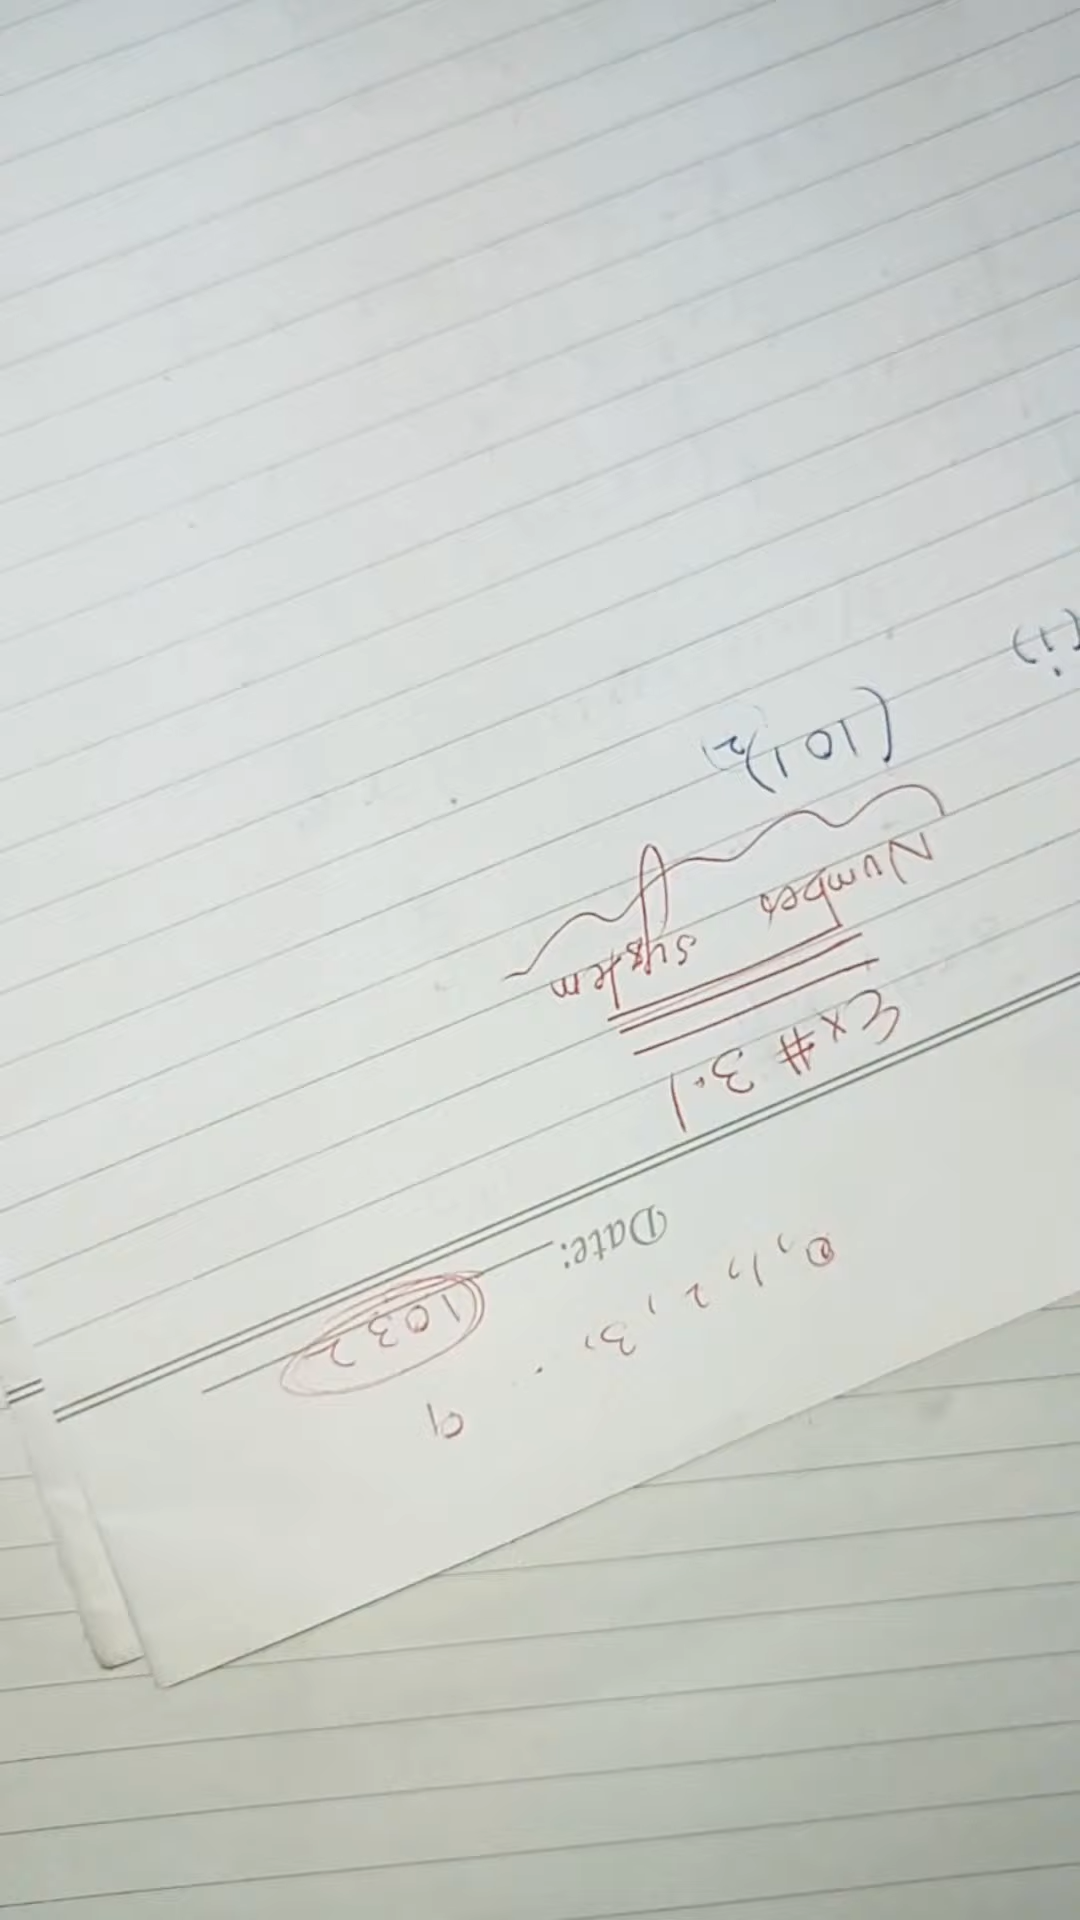 0, 1, 2, 3, . . . 9
Date: 1032
Ex # 3.1
Number system
(i) (101)2